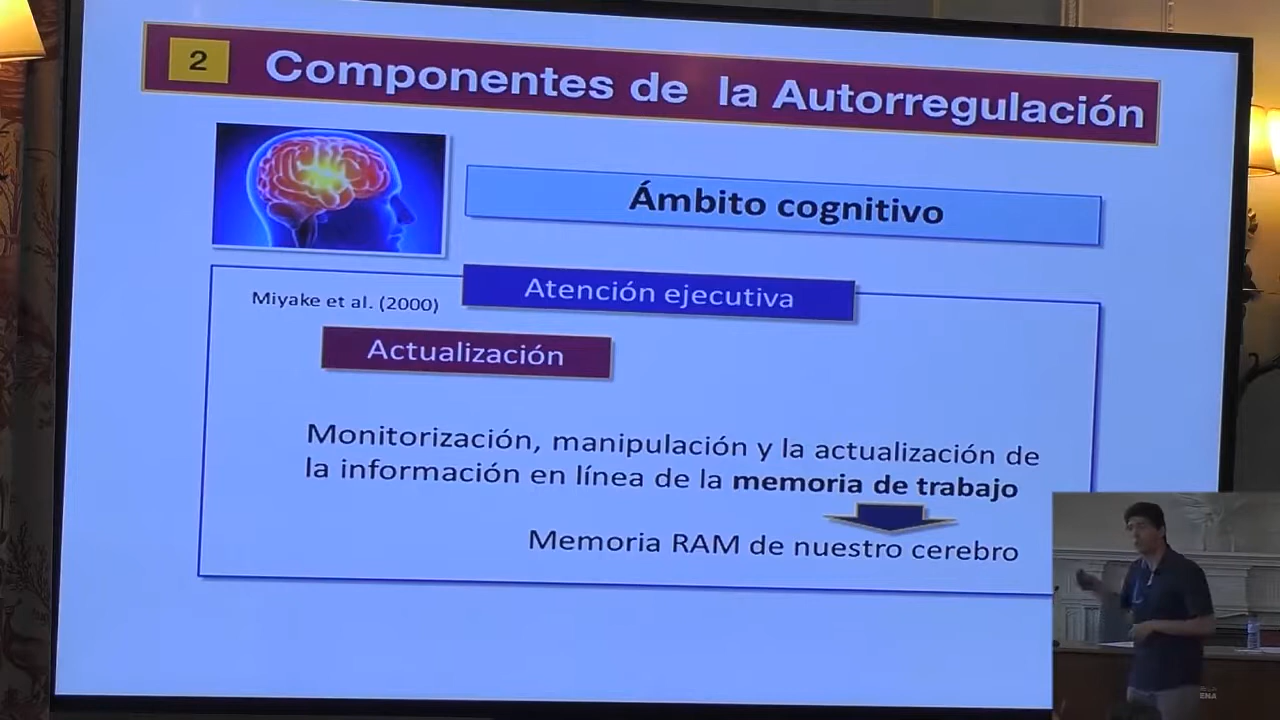 2
Componentes de la Autorregulación
Ámbito cognitivo
Miyake et al. (2000)
Atención ejecutiva
Actualización
Monitorización, manipulación y la actualización de
la información en línea de la memoria de trabajo
Memoria RAM de nuestro cerebro